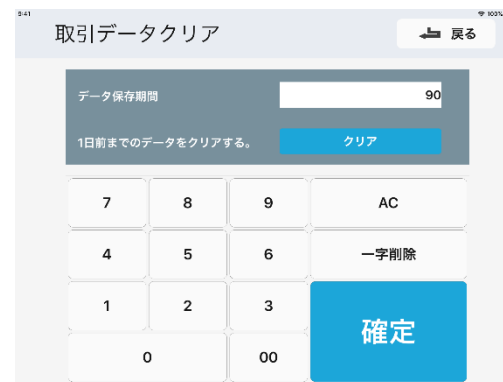 9:41 100%
取引データクリア 戻る
データ保存期間 90
1日前までのデータをクリアする。 クリア
7 8 9 AC
4 5 6 一字削除
1 2 3 確定
0 00